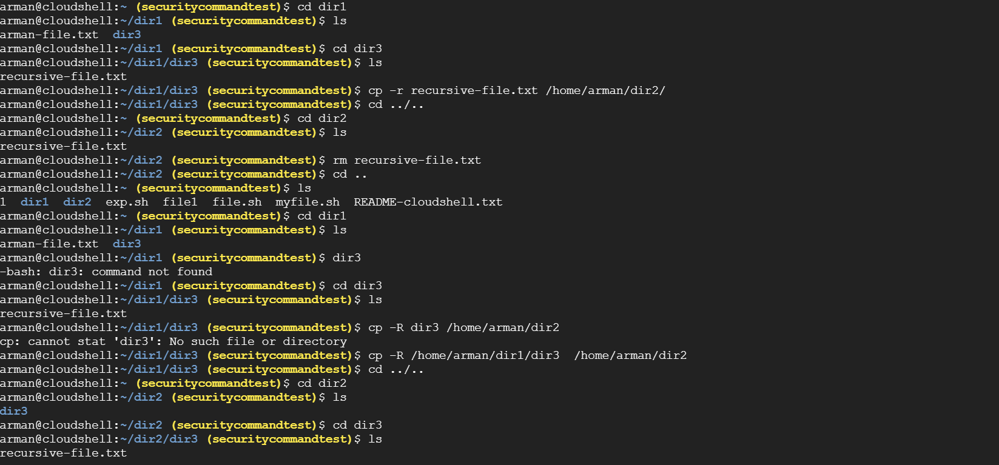 arman@cloudshell:~ (securitycommandtest)$ cd dir1
arman@cloudshell:~/dir1 (securitycommandtest)$ ls
arman-file.txt  dir3
arman@cloudshell:~/dir1 (securitycommandtest)$ cd dir3
arman@cloudshell:~/dir1/dir3 (securitycommandtest)$ ls
recursive-file.txt
arman@cloudshell:~/dir1/dir3 (securitycommandtest)$ cp -r recursive-file.txt /home/arman/dir2/
arman@cloudshell:~/dir1/dir3 (securitycommandtest)$ cd ../..
arman@cloudshell:~ (securitycommandtest)$ cd dir2
arman@cloudshell:~/dir2 (securitycommandtest)$ ls
recursive-file.txt
arman@cloudshell:~/dir2 (securitycommandtest)$ rm recursive-file.txt
arman@cloudshell:~/dir2 (securitycommandtest)$ cd ..
arman@cloudshell:~ (securitycommandtest)$ ls
1  dir1  dir2  exp.sh  file1  file.sh  myfile.sh  README-cloudshell.txt
arman@cloudshell:~ (securitycommandtest)$ cd dir1
arman@cloudshell:~/dir1 (securitycommandtest)$ ls
arman-file.txt  dir3
arman@cloudshell:~/dir1 (securitycommandtest)$ dir3
-bash: dir3: command not found
arman@cloudshell:~/dir1 (securitycommandtest)$ cd dir3
arman@cloudshell:~/dir1/dir3 (securitycommandtest)$ ls
recursive-file.txt
arman@cloudshell:~/dir1/dir3 (securitycommandtest)$ cp -R dir3 /home/arman/dir2
cp: cannot stat 'dir3': No such file or directory
arman@cloudshell:~/dir1/dir3 (securitycommandtest)$ cp -R /home/arman/dir1/dir3  /home/arman/dir2
arman@cloudshell:~/dir1/dir3 (securitycommandtest)$ cd ../..
arman@cloudshell:~ (securitycommandtest)$ cd dir2
arman@cloudshell:~/dir2 (securitycommandtest)$ ls
dir3
arman@cloudshell:~/dir2 (securitycommandtest)$ cd dir3
arman@cloudshell:~/dir2/dir3 (securitycommandtest)$ ls
recursive-file.txt